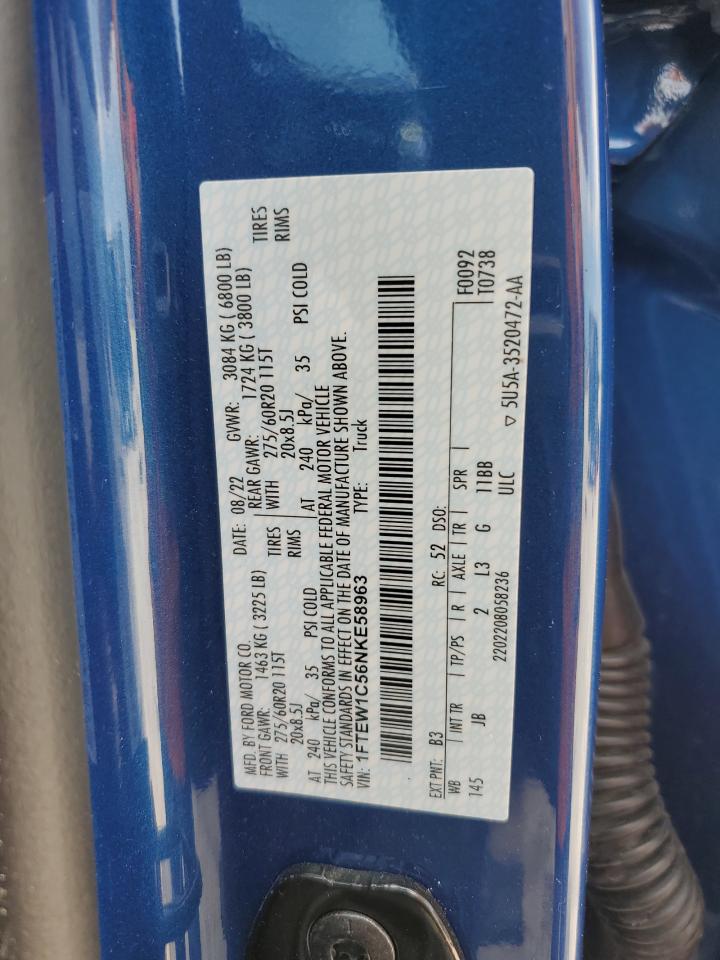 MFD. BY FORD MOTOR CO. DATE: 08/22 GVWR: 3084 KG ( 6800 LB)
FRONT GAWR: 1463 KG ( 3225 LB) REAR GAWR: 1724 KG ( 3800 LB)
WITH 275/60R20 115T TIRES WITH 275/60R20 115T TIRES
20x8.5J RIMS 20x8.5J RIMS
AT 240 kPa/ 35 PSI COLD AT 240 kPa/ 35 PSI COLD
THIS VEHICLE CONFORMS TO ALL APPLICABLE FEDERAL MOTOR VEHICLE
SAFETY STANDARDS IN EFFECT ON THE DATE OF MANUFACTURE SHOWN ABOVE.
VIN: 1FTEW1C56NKE58963 TYPE: Truck
EXT PNT: B3 RC: 52 DSO: F0092
WB INT TR TP/PS R AXLE TR SPR T0738
145 JB 2 L3 G 11BB
2202208058236 ULC ▽ 5U5A-3520472-AA